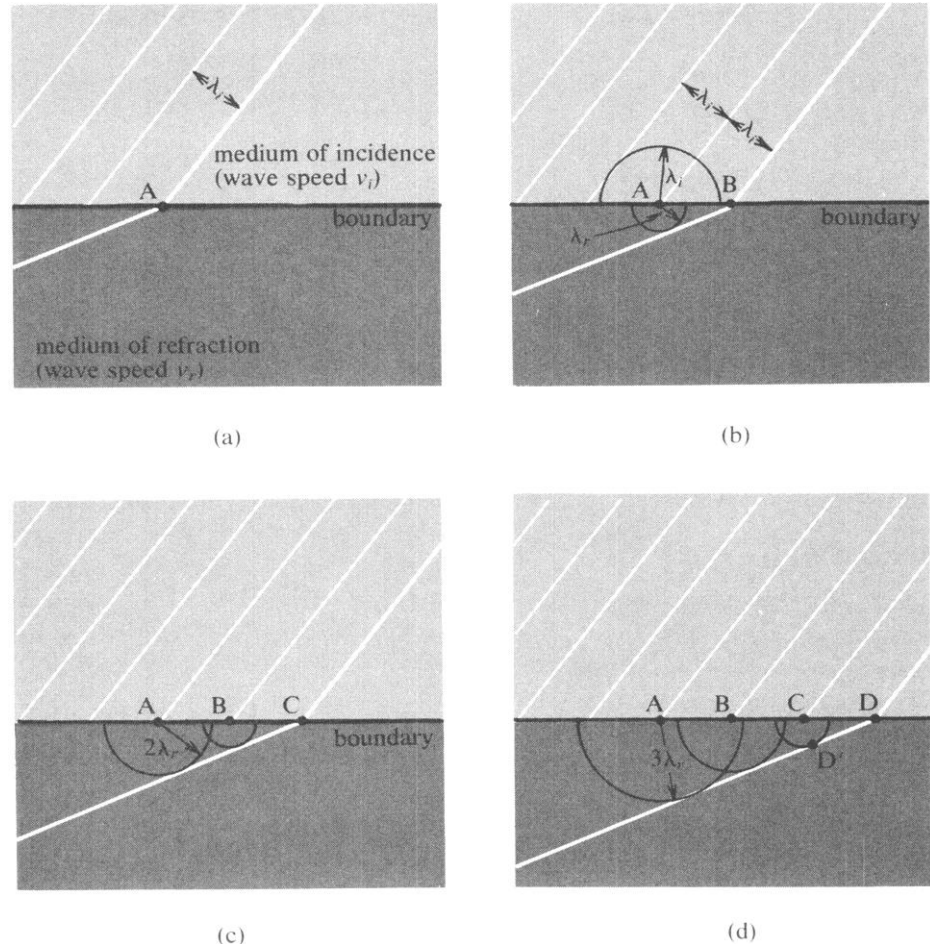 λᵢ
medium of incidence
(wave speed vᵢ)
A
boundary
medium of refraction
(wave speed vᵣ)
(a)
λᵢ
λᵢ
λᵢ
A
B
boundary
λᵣ
(b)
A
B
C
2λᵣ
boundary
(c)
A
B
C
D
3λᵣ
D'
(d)